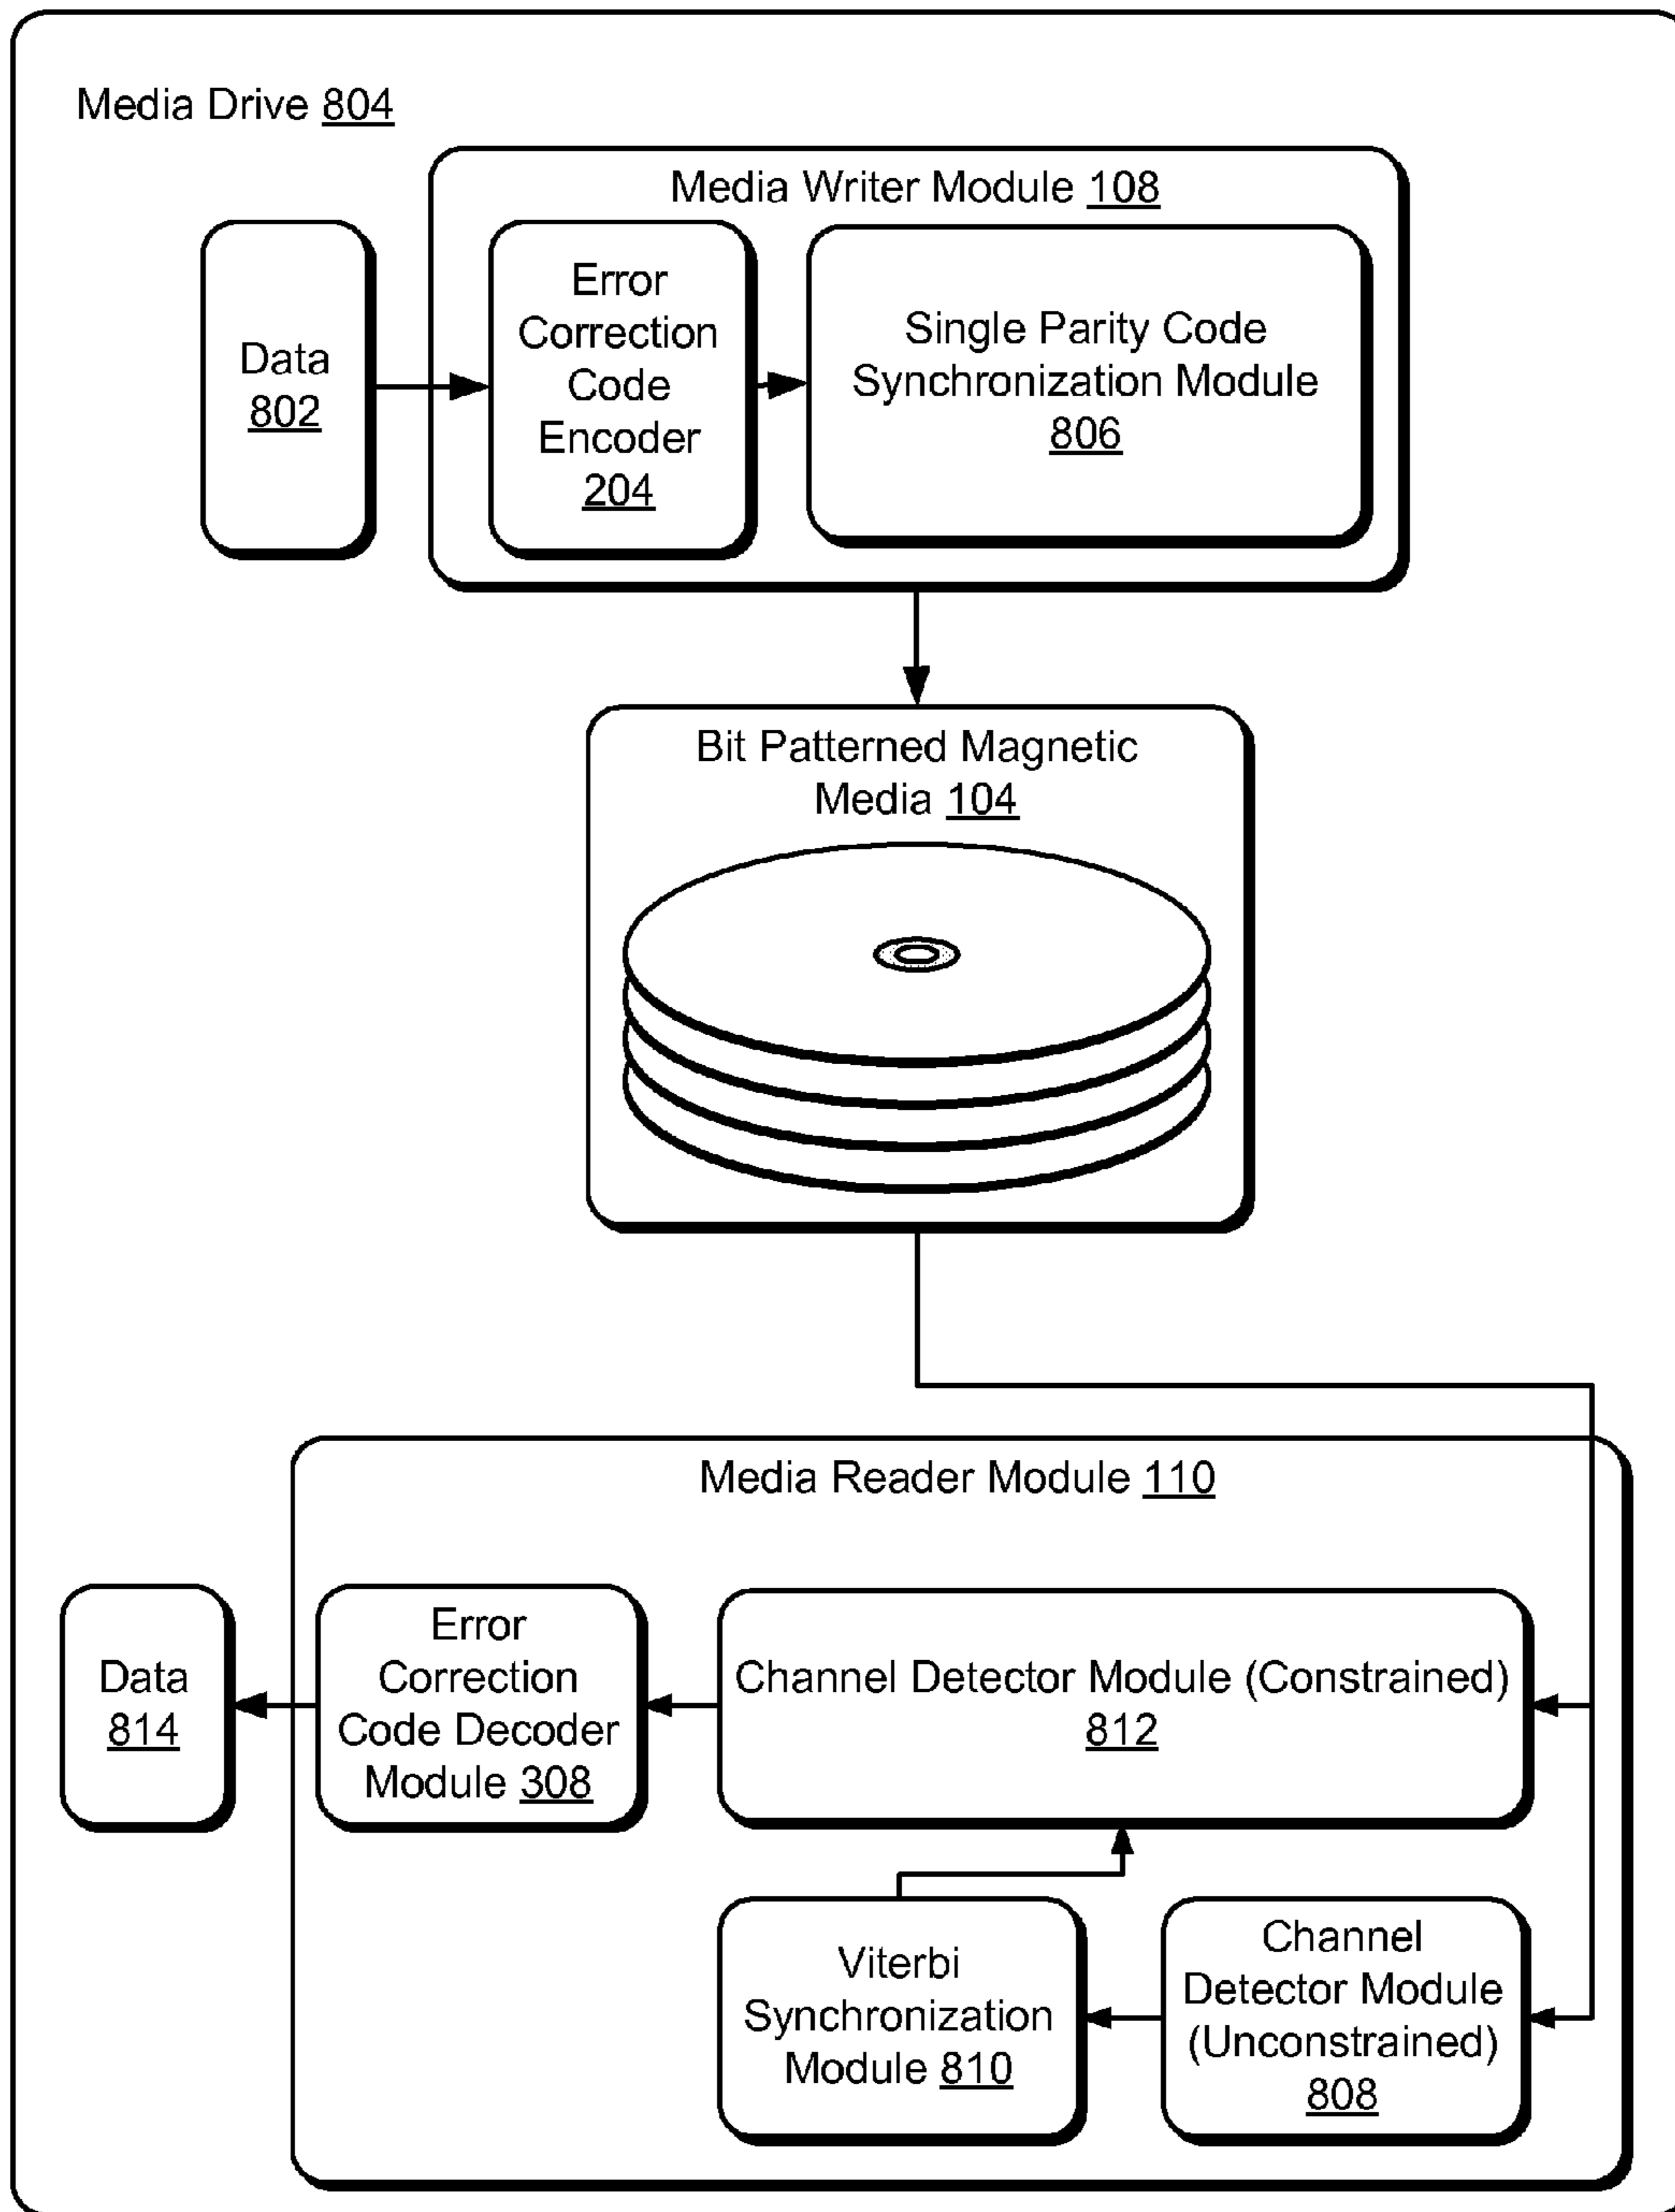 Media Drive 804
Media Writer Module 108
Data
802
Error
Correction
Code
Encoder
204
Single Parity Code
Synchronization Module
806
Bit Patterned Magnetic
Media 104
Media Reader Module 110
Data
814
Error
Correction
Code Decoder
Module 308
Channel Detector Module (Constrained)
812
Viterbi
Synchronization
Module 810
Channel
Detector Module
(Unconstrained)
808